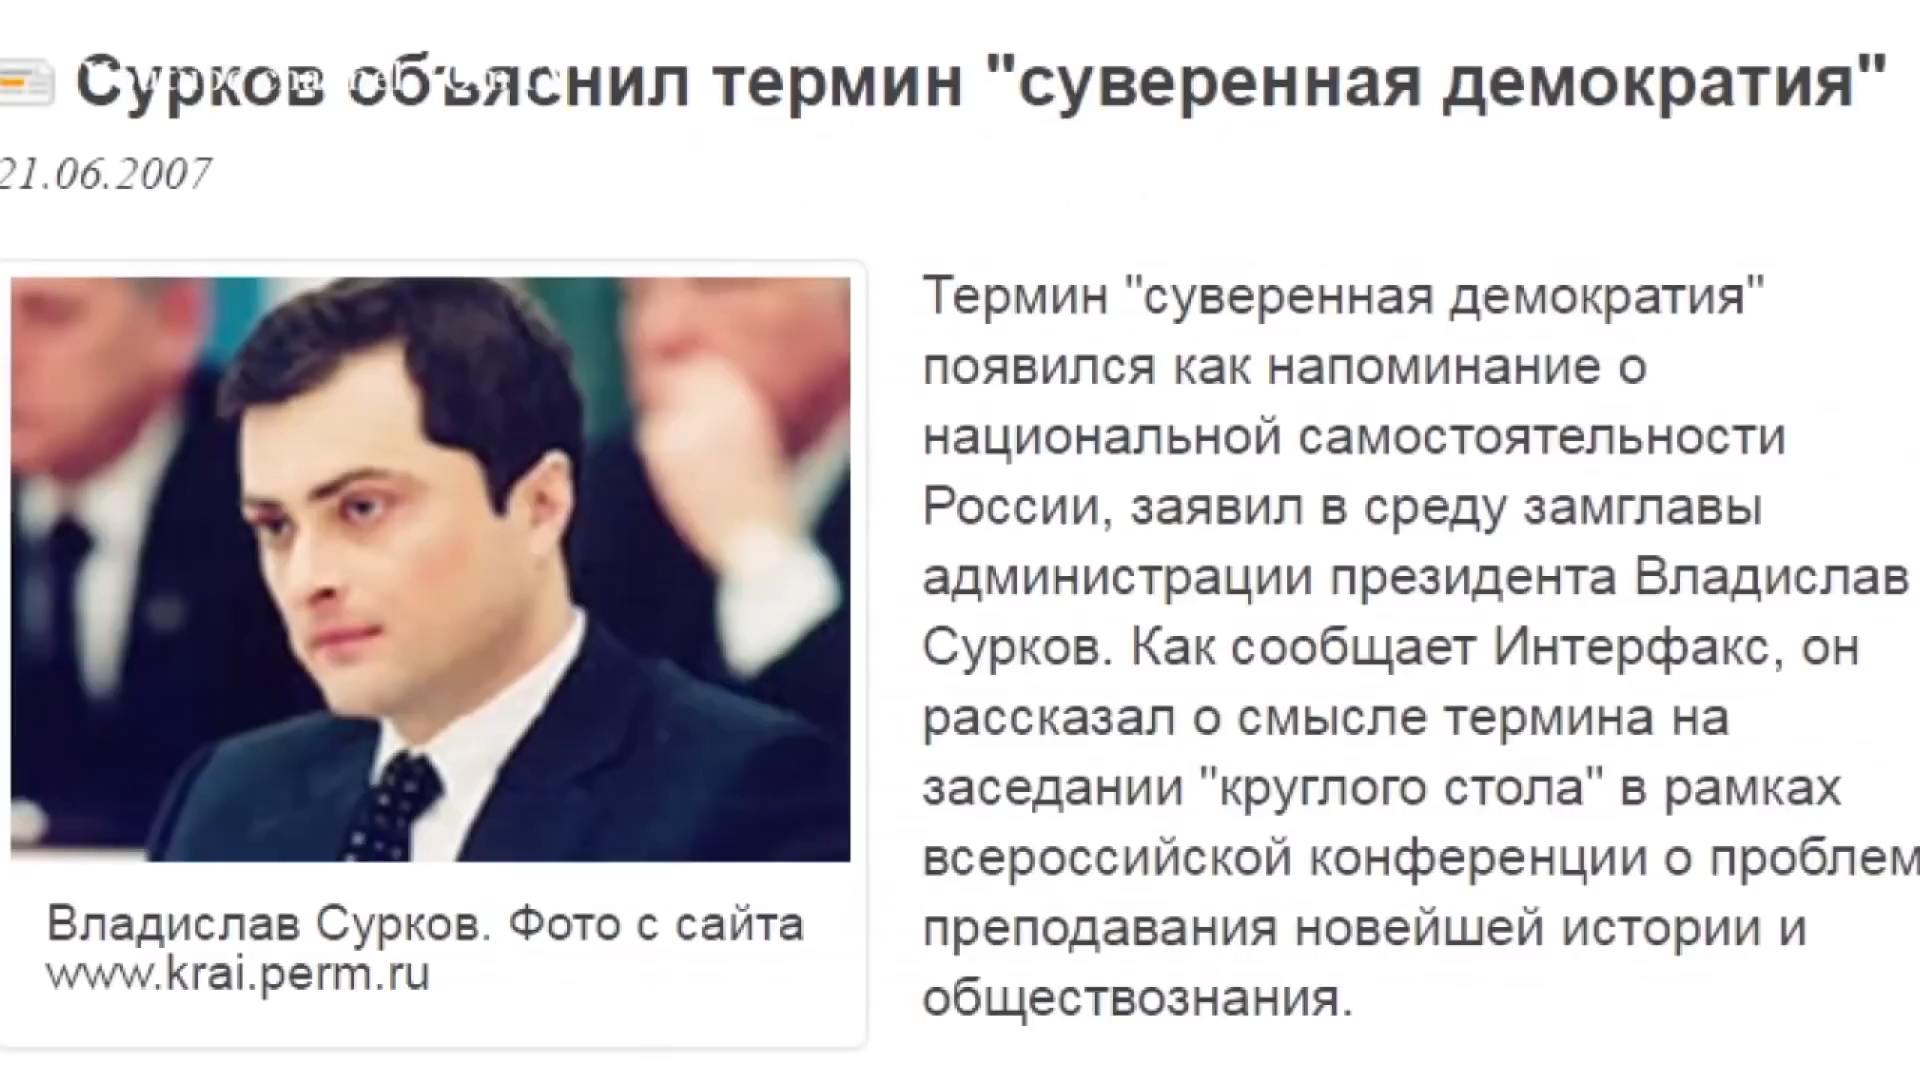 Сурков объяснил термин "суверенная демократия"
21.06.2007
Термин "суверенная демократия"
появился как напоминание о
национальной самостоятельности
России, заявил в среду замглавы
администрации президента Владислав
Сурков. Как сообщает Интерфакс, он
рассказал о смысле термина на
заседании "круглого стола" в рамках
всероссийской конференции о проблем
преподавания новейшей истории и
обществознания.
Владислав Сурков. Фото с сайта
www.krai.perm.ru